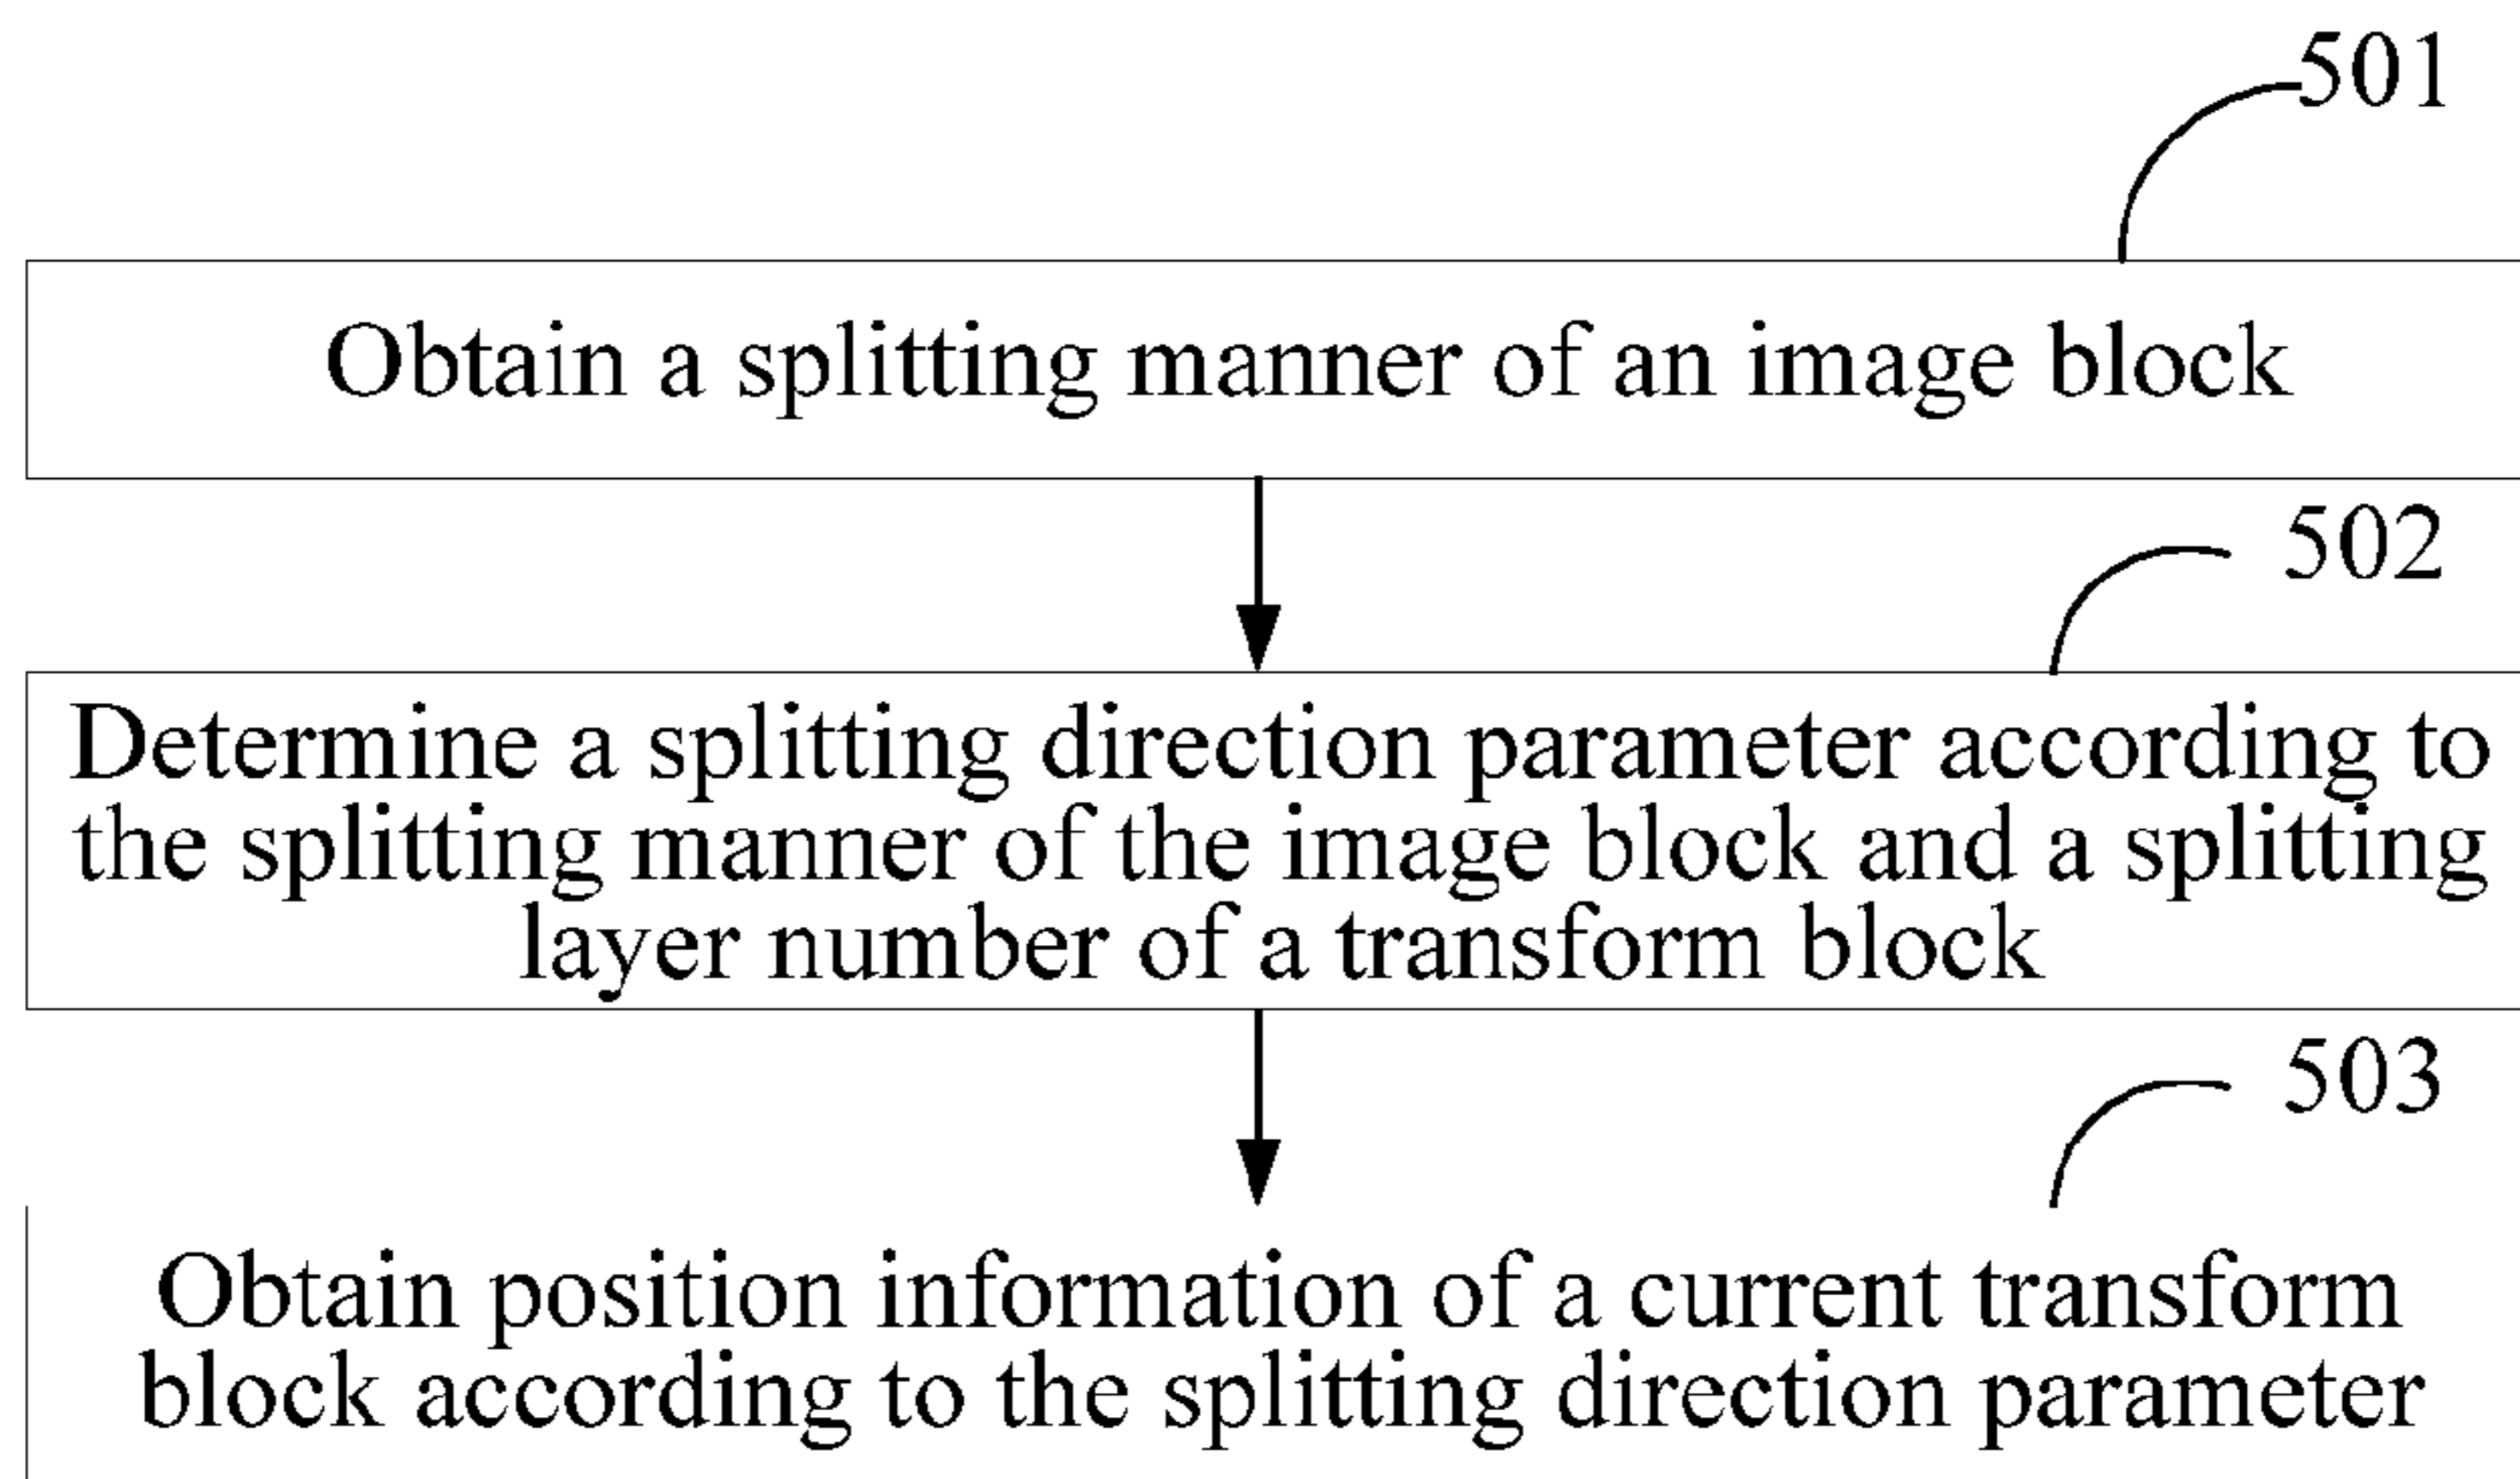 501
Obtain a splitting manner of an image block
502
Determine a splitting direction parameter according to
the splitting manner of the image block and a splitting
layer number of a transform block
503
Obtain position information of a current transform
block according to the splitting direction parameter